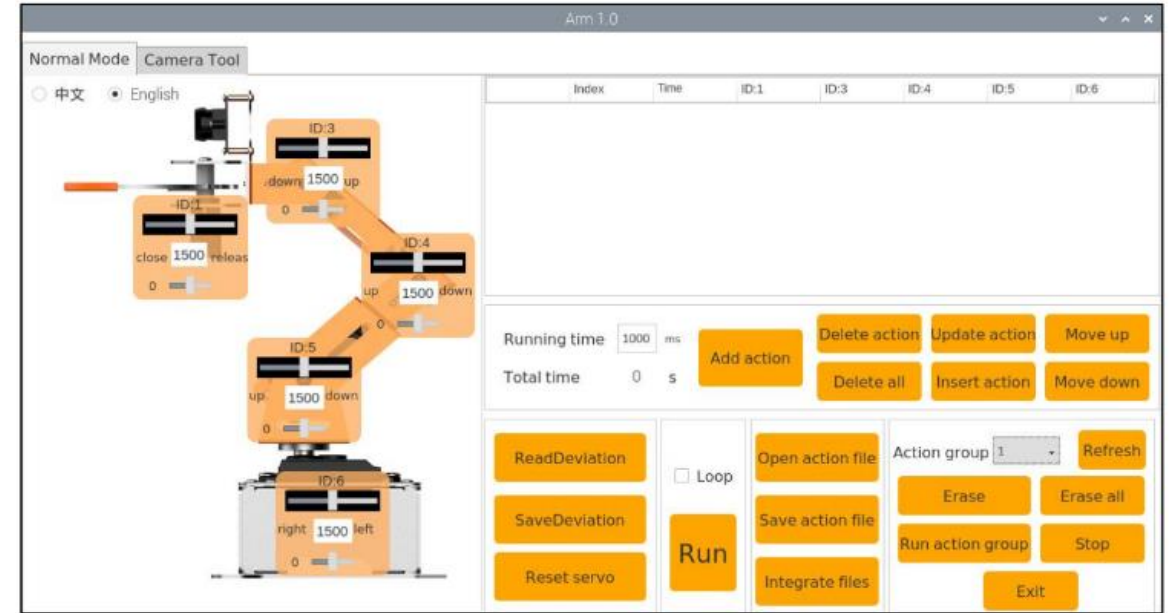 Arm 1.0
Normal Mode
Camera Tool
中文
English
ID:3
down 1500 up
0
ID:1
close 1500 releas
0
ID:4
up 1500 down
0
ID:5
up 1500 down
0
ID:6
right 1500 left
0
Index Time ID:1 ID:3 ID:4 ID:5 ID:6
Running time 1000 ms
Total time 0 s
Add action
Delete action
Update action
Move up
Delete all
Insert action
Move down
ReadDeviation
SaveDeviation
Reset servo
Loop
Run
Open action file
Save action file
Integrate files
Action group 1
Refresh
Erase
Erase all
Run action group
Stop
Exit